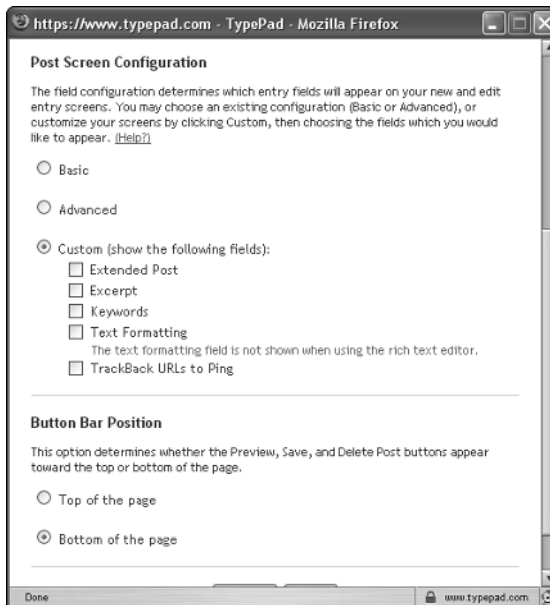 https://www.typepad.com - TypePad - Mozilla Firefox
Post Screen Configuration
The field configuration determines which entry fields will appear on your new and edit
entry screens. You may choose an existing configuration (Basic or Advanced), or
customize your screens by clicking Custom, then choosing the fields which you would
like to appear. (Help?)
Basic
Advanced
Custom (show the following fields):
Extended Post
Excerpt
Keywords
Text Formatting
The text formatting field is not shown when using the rich text editor.
TrackBack URLs to Ping
Button Bar Position
This option determines whether the Preview, Save, and Delete Post buttons appear
toward the top or bottom of the page.
Top of the page
Bottom of the page
Done
www.typepad.com